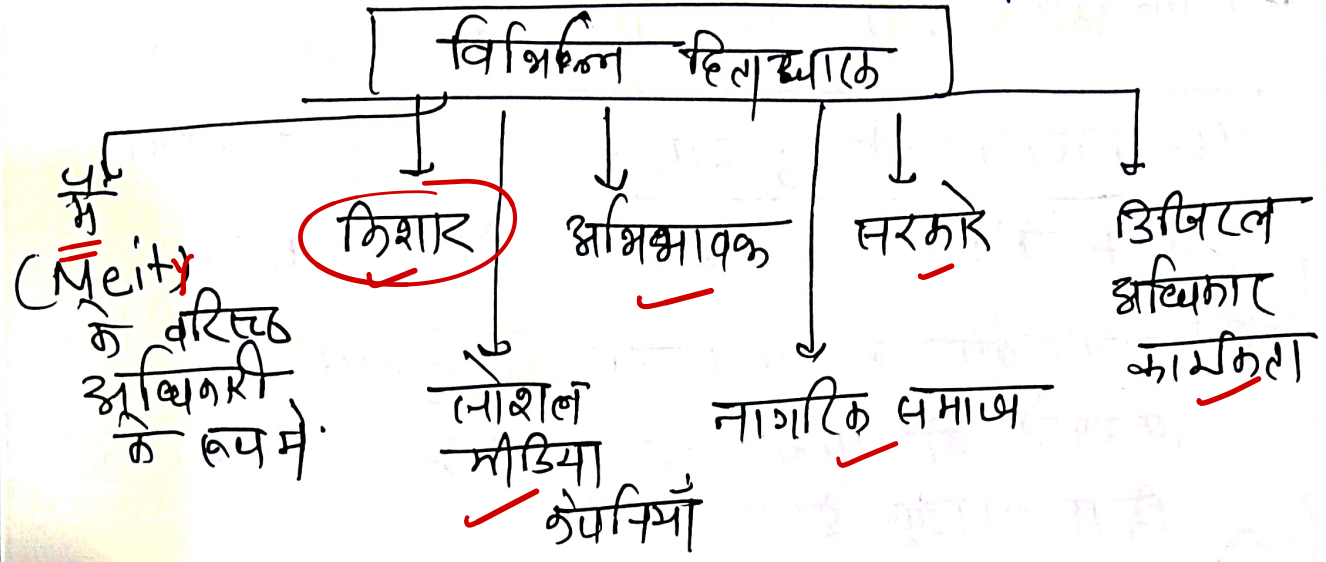 विभिन्न हितधारक
मैं
(Meity
के वरिष्ठ
अधिकारी
के रूप में
किशोर
सोशल
मीडिया
कंपनियाँ
अभिभावक
नागरिक समाज
सरकारें
डिजिटल
अधिकार
कार्यकर्ता